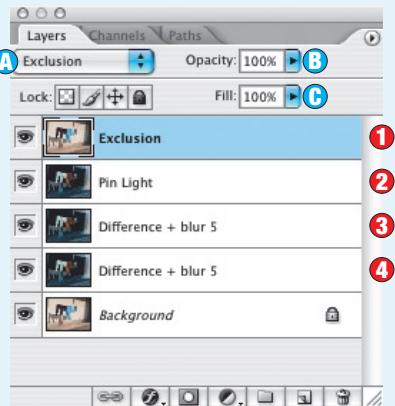 Layers Channels Paths
A Exclusion Opacity: 100% B
Lock: Fill: 100% C
Exclusion 1
Pin Light 2
Difference + blur 5 3
Difference + blur 5 4
Background